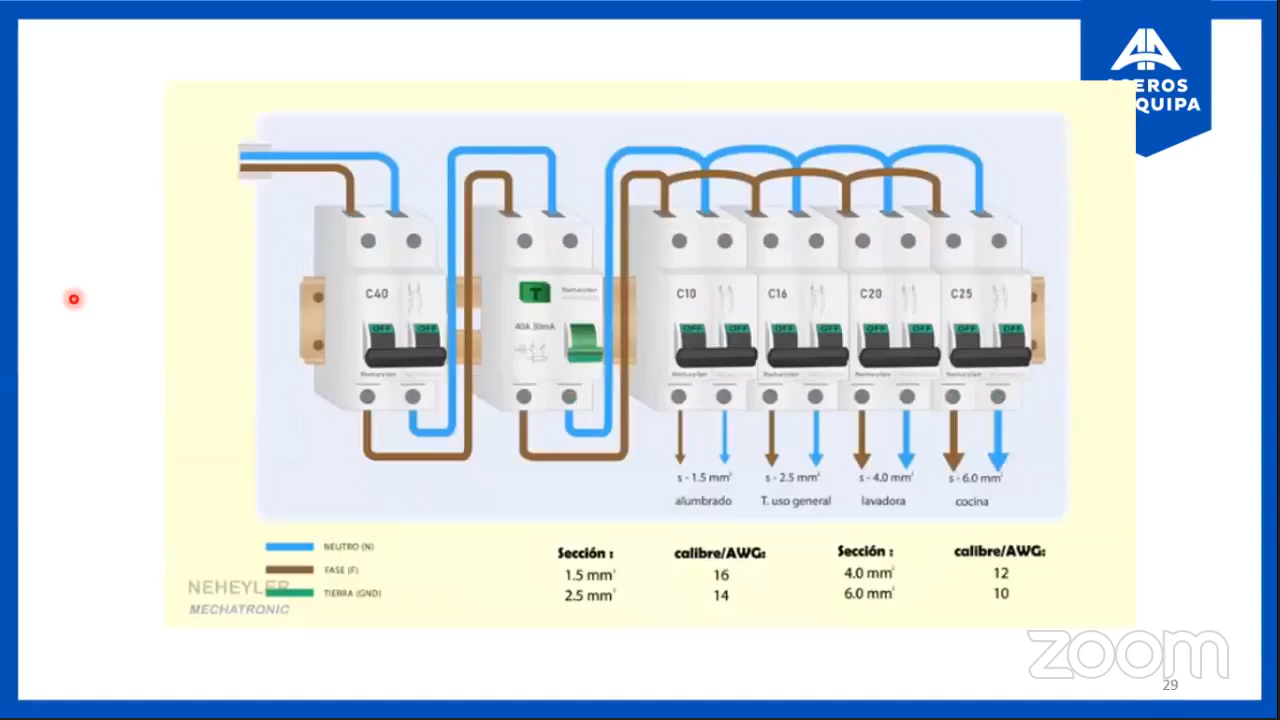 ACEROS
AREQUIPA
C40
T
Neheyler
40A 30mA
C10
C16
C20
C25
OFF OFF
OFF OFF
OFF OFF
OFF OFF
OFF OFF
s - 1.5 mm²
s - 2.5 mm²
s - 4.0 mm²
s - 6.0 mm²
alumbrado
T. uso general
lavadora
cocina
NEUTRO (N)
FASE (F)
TIERRA (GND)
NEHEYLER
MECHATRONIC
Sección :
calibre/AWG:
1.5 mm²
16
2.5 mm²
14
Sección :
calibre/AWG:
4.0 mm²
12
6.0 mm²
10
zoom
29